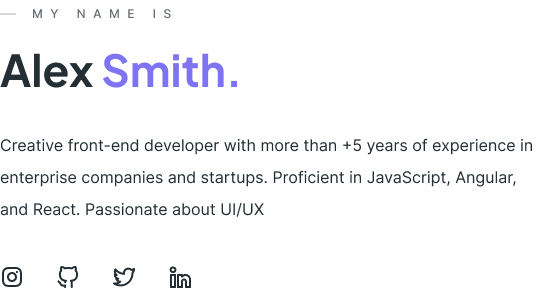 MY NAME IS
Alex Smith.
Creative front-end developer with more than +5 years of experience in
enterprise companies and startups. Proficient in JavaScript, Angular,
and React. Passionate about UI/UX